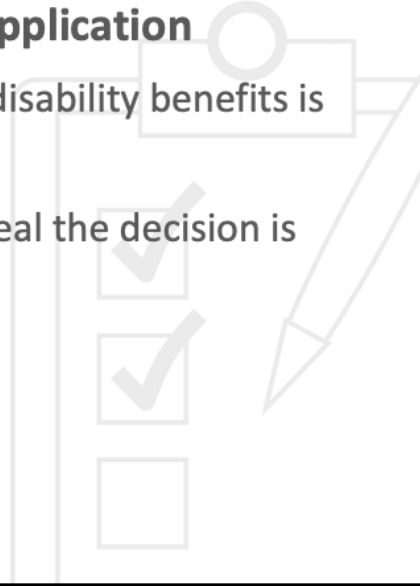 pplication
disability benefits is
eal the decision is